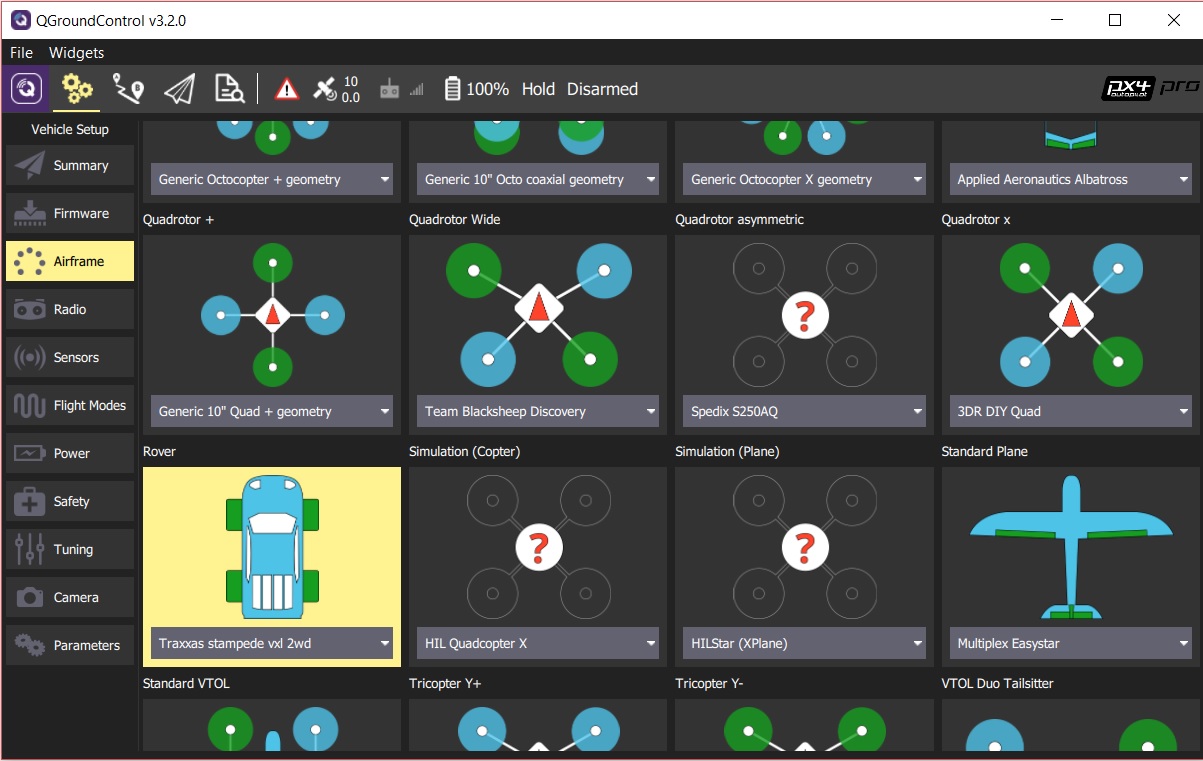 QGroundControl v3.2.0
File Widgets
10
0.0
100% Hold Disarmed
px4
autopilot
pro
Vehicle Setup
Summary
Firmware
Airframe
Radio
Sensors
Flight Modes
Power
Safety
Tuning
Camera
Parameters
Generic Octocopter + geometry
Generic 10" Octo coaxial geometry
Generic Octocopter X geometry
Applied Aeronautics Albatross
Quadrotor +
Quadrotor Wide
Quadrotor asymmetric
Quadrotor x
?
Generic 10" Quad + geometry
Team Blacksheep Discovery
Spedix S250AQ
3DR DIY Quad
Rover
Simulation (Copter)
Simulation (Plane)
Standard Plane
?
?
Traxxas stampede vxl 2wd
HIL Quadcopter X
HILStar (XPlane)
Multiplex Easystar
Standard VTOL
Tricopter Y+
Tricopter Y-
VTOL Duo Tailsitter